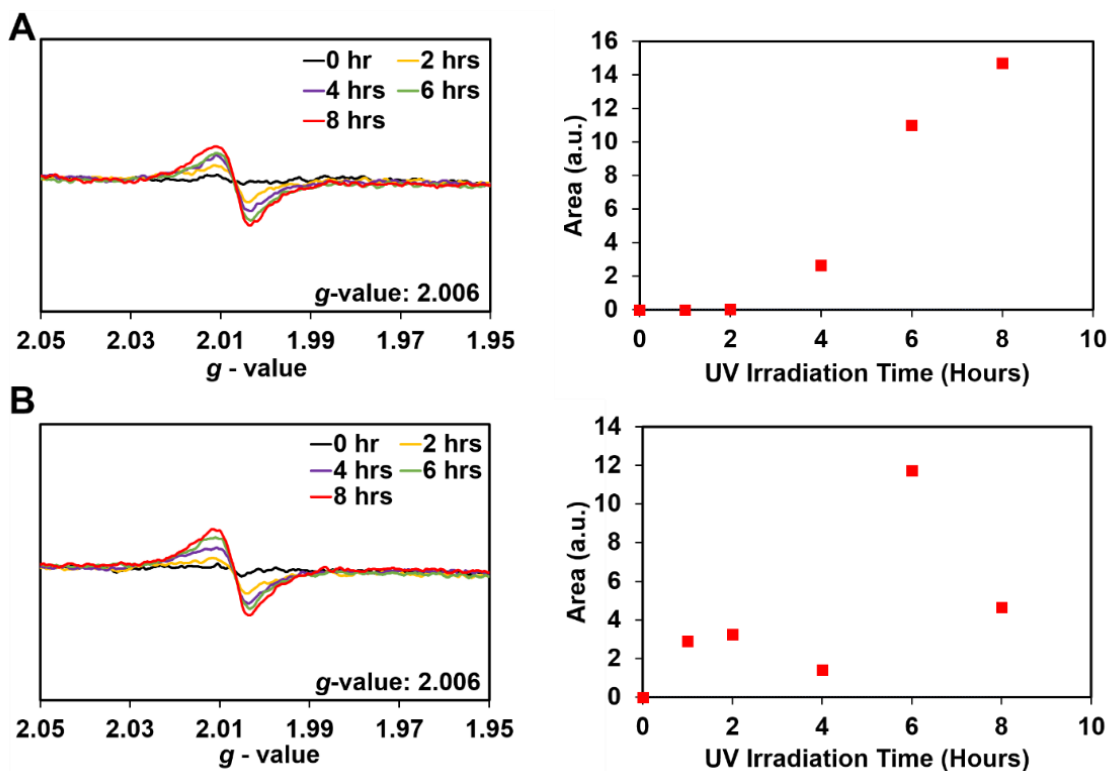 A
0 hr 2 hrs
4 hrs 6 hrs
8 hrs
g-value: 2.006
2.05 2.03 2.01 1.99 1.97 1.95
g - value
Area (a.u.)
16
14
12
10
8
6
4
2
0
0 2 4 6 8 10
UV Irradiation Time (Hours)
B
0 hr 2 hrs
4 hrs 6 hrs
8 hrs
g-value: 2.006
2.05 2.03 2.01 1.99 1.97 1.95
g - value
Area (a.u.)
14
12
10
8
6
4
2
0
0 2 4 6 8 10
UV Irradiation Time (Hours)